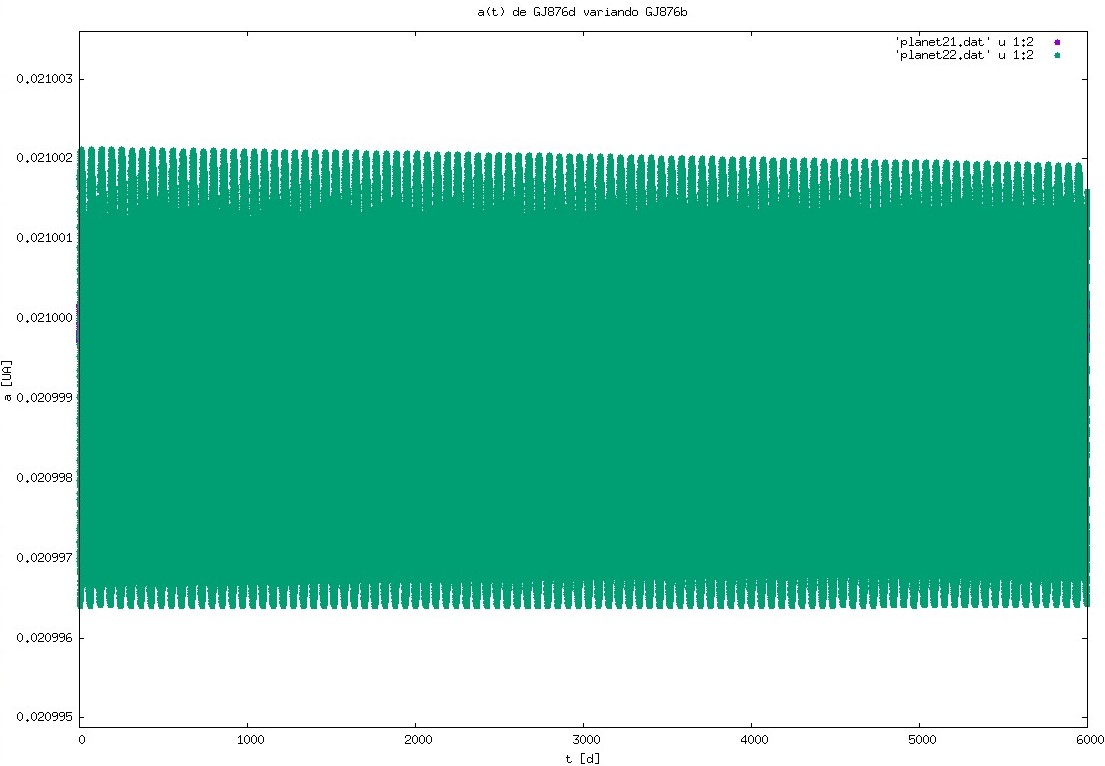 a(t) de GJ876d variando GJ876b
'planet21.dat' u 1:2
'planet22.dat' u 1:2
0.021003
0.021002
0.021001
0.021000
0.020999
0.020998
0.020997
0.020996
0.020995
a [UA]
0 1000 2000 3000 4000 5000 6000
t [d]